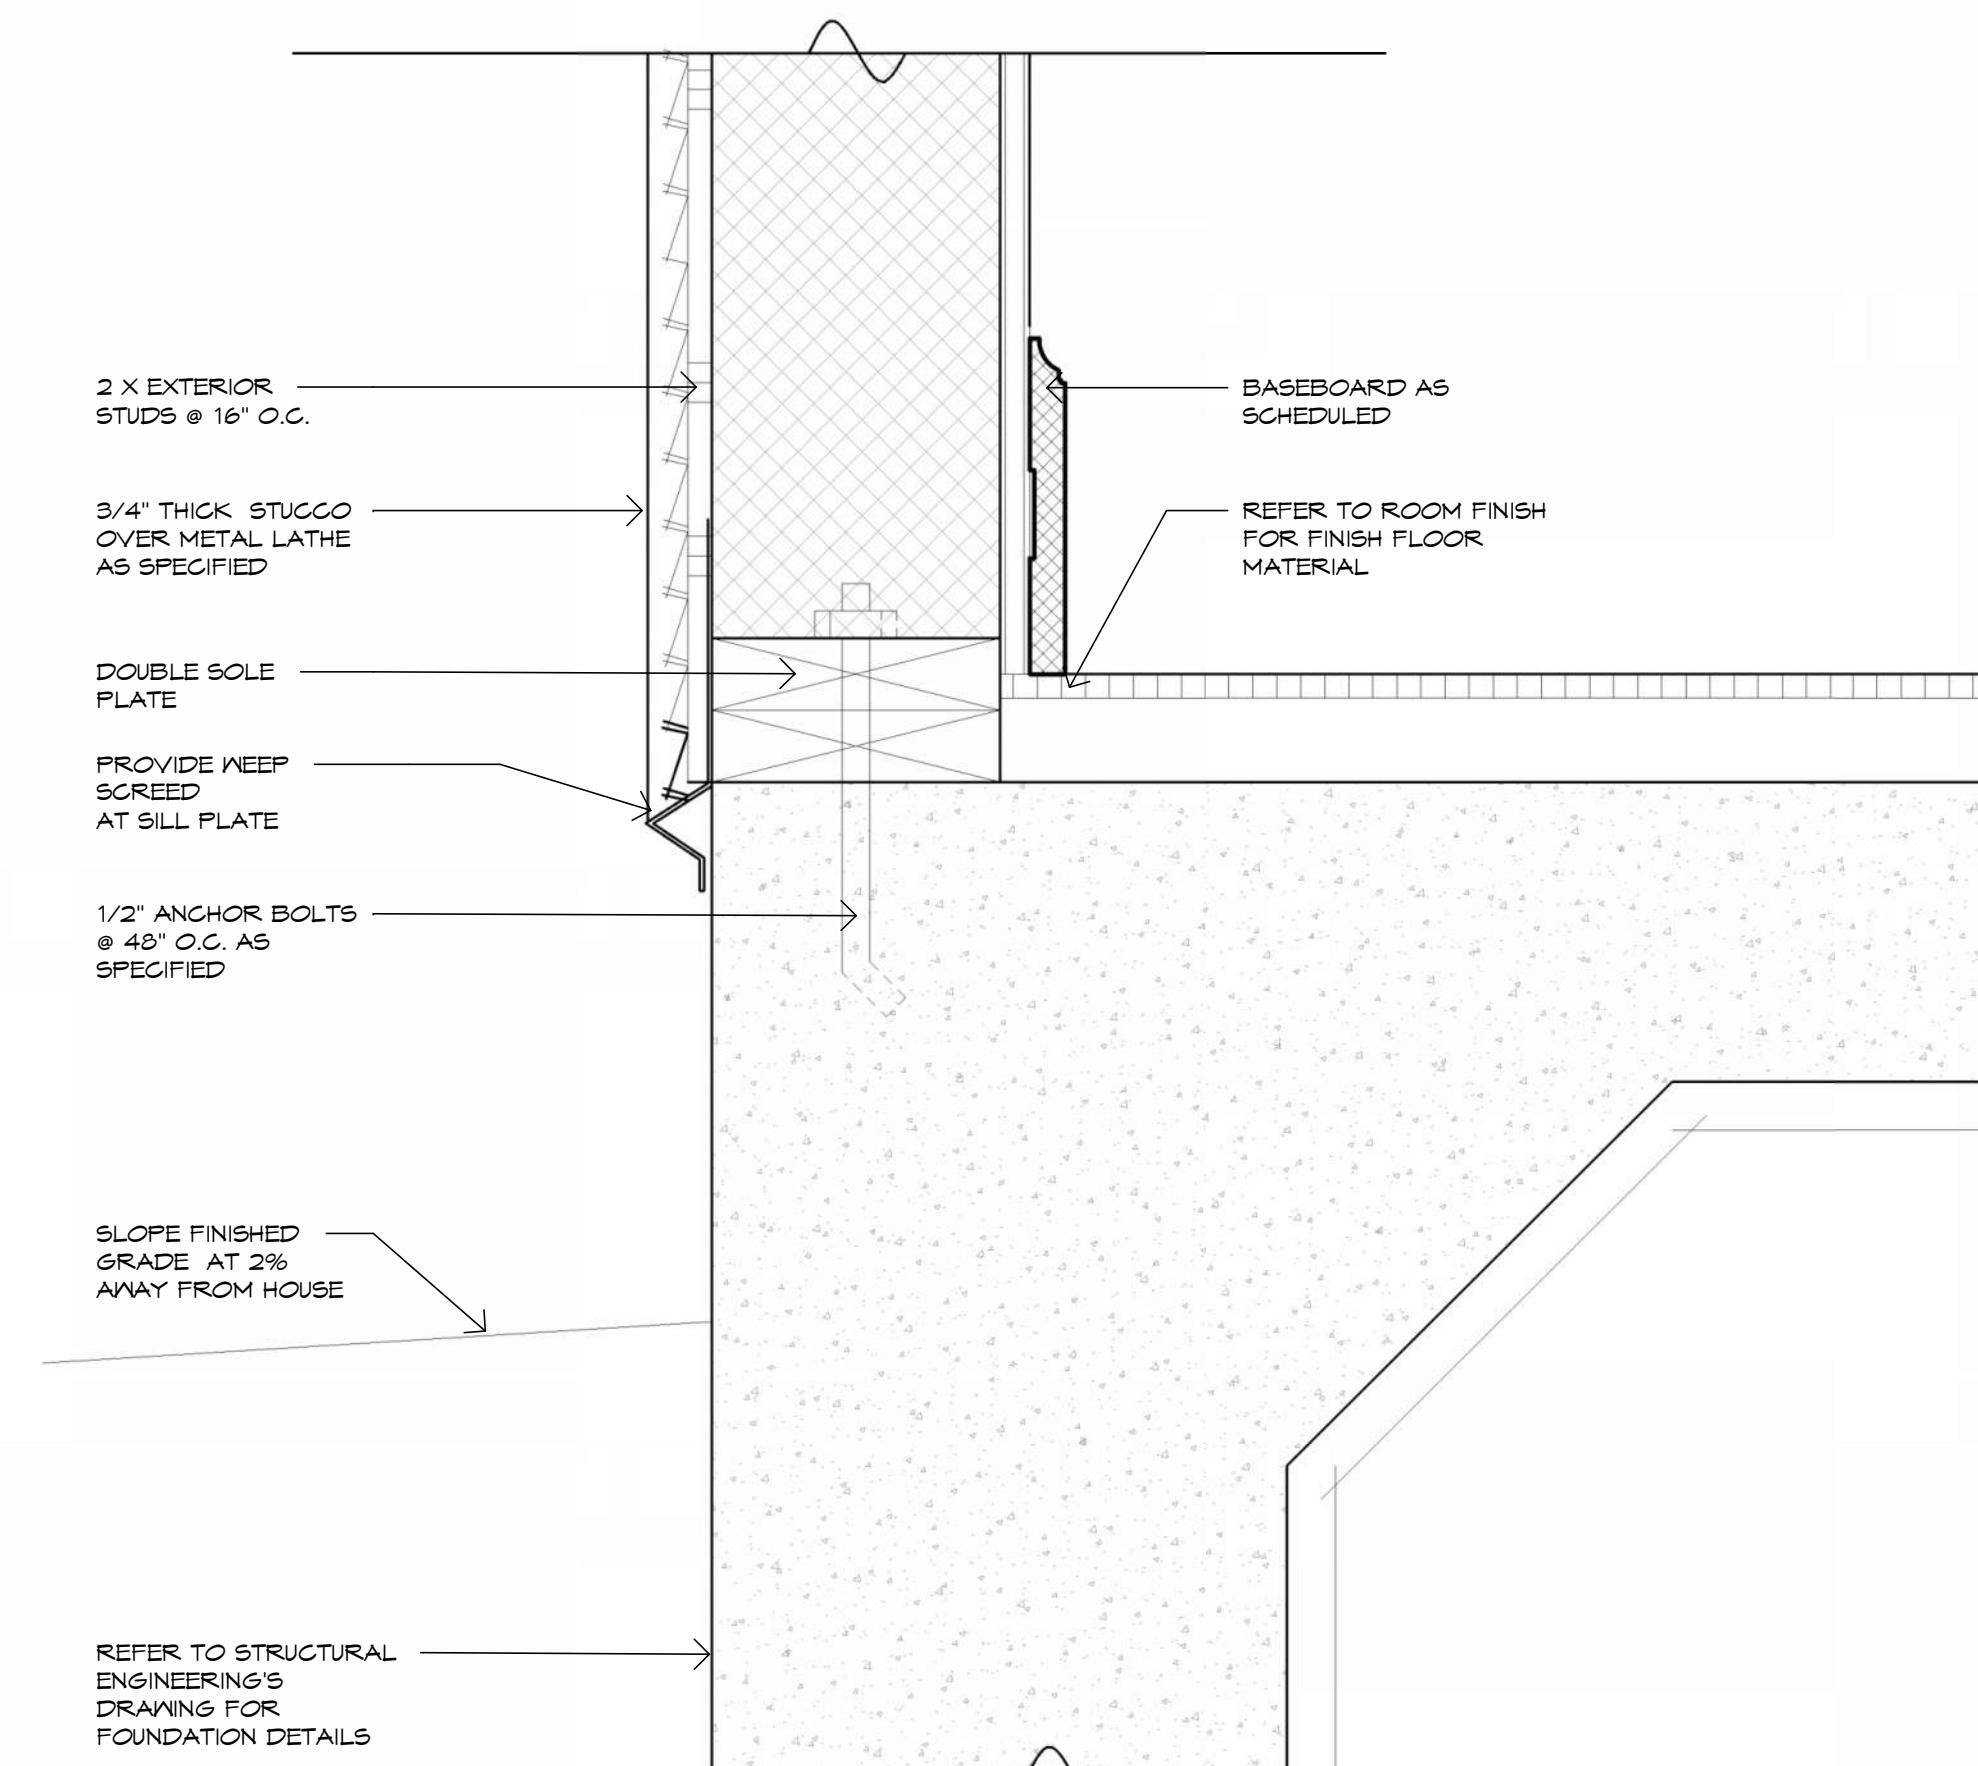 2 X EXTERIOR
STUDS @ 16" O.C.
3/4" THICK STUCCO
OVER METAL LATHE
AS SPECIFIED
DOUBLE SOLE
PLATE
PROVIDE WEEP
SCREED
AT SILL PLATE
1/2" ANCHOR BOLTS
@ 48" O.C. AS
SPECIFIED
SLOPE FINISHED
GRADE AT 2%
AWAY FROM HOUSE
REFER TO STRUCTURAL
ENGINEERING'S
DRAWING FOR
FOUNDATION DETAILS
BASEBOARD AS
SCHEDULED
REFER TO ROOM FINISH
FOR FINISH FLOOR
MATERIAL